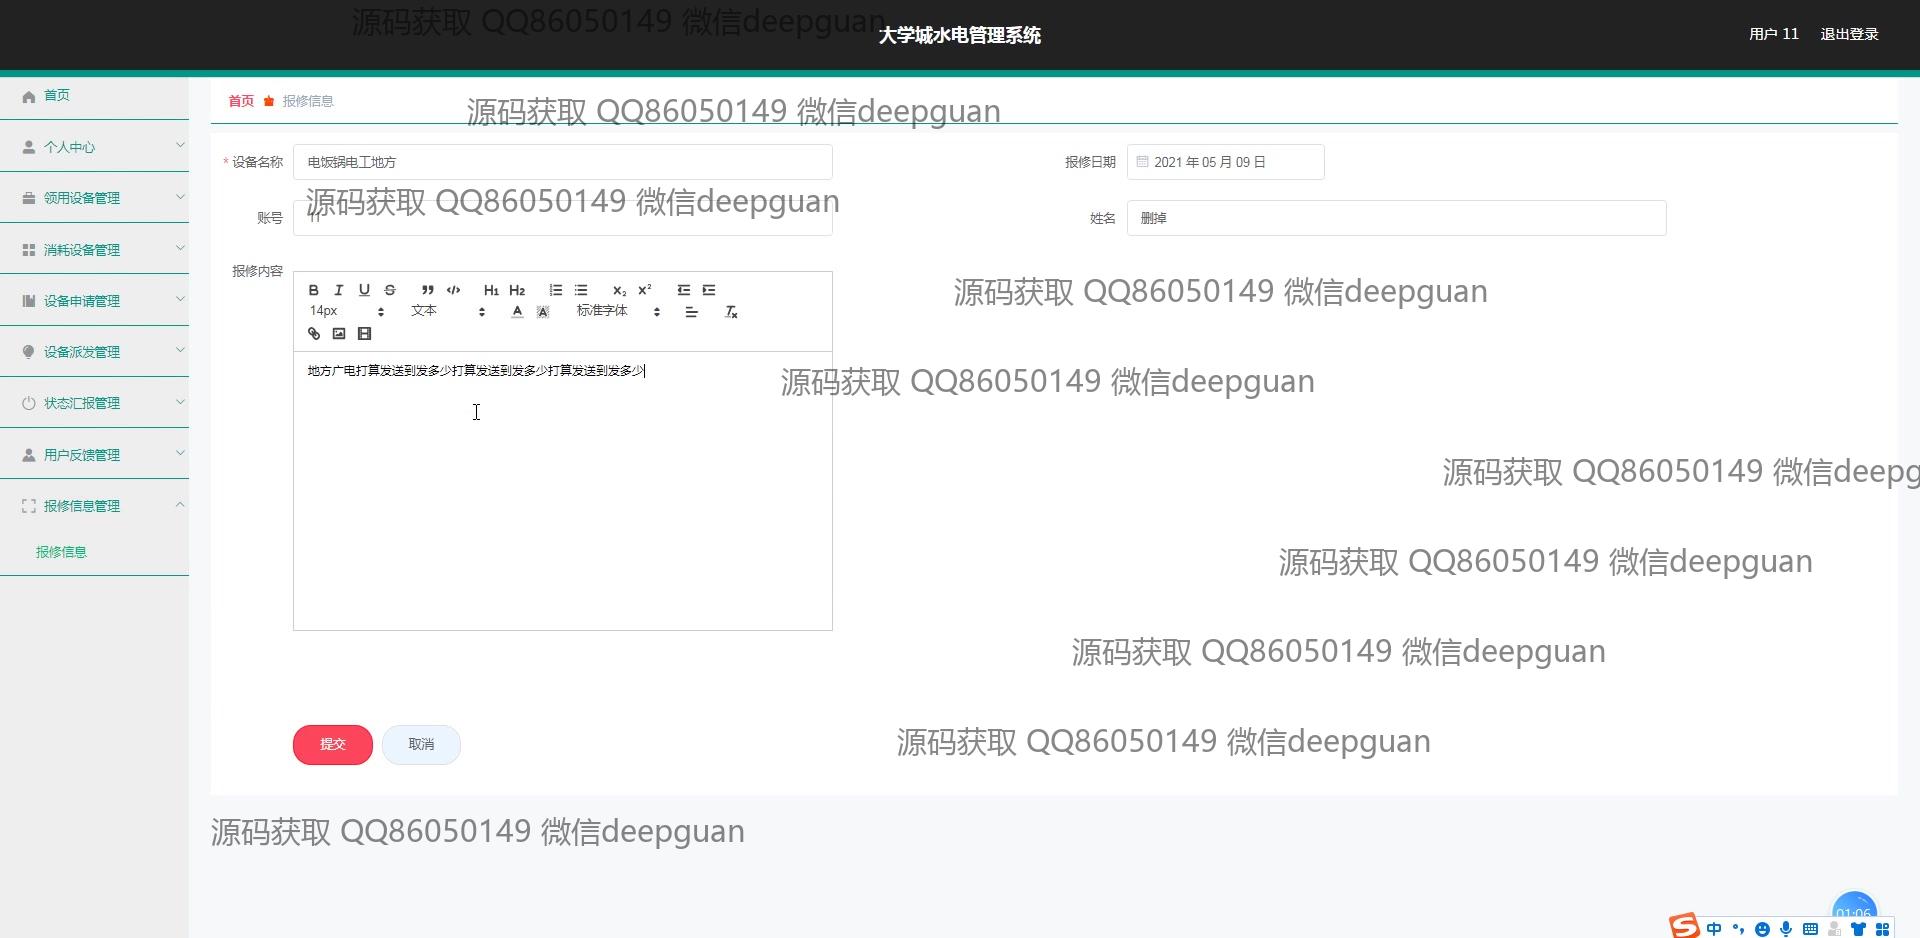 源码获取 QQ86050149 微信deepguan
大学城水电管理系统
用户 11 退出登录
首页
个人中心
领用设备管理
消耗设备管理
设备申请管理
设备派发管理
状态汇报管理
用户反馈管理
报修信息管理
报修信息
首页 报修信息
源码获取 QQ86050149 微信deepguan
* 设备名称 电饭锅电工地方
报修日期 2021 年 05 月 09 日
源码获取 QQ86050149 微信deepguan
账号 11
姓名 删掉
报修内容
B I U S H1 H2 X2 X2
14px 文本 A A 标准字体 Tx
源码获取 QQ86050149 微信deepguan
地方广电打算发送到发多少打算发送到发多少打算发送到发多少
源码获取 QQ86050149 微信deepguan
源码获取 QQ86050149 微信deepg
源码获取 QQ86050149 微信deepguan
源码获取 QQ86050149 微信deepguan
提交 取消
源码获取 QQ86050149 微信deepguan
源码获取 QQ86050149 微信deepguan
01:06
S 中